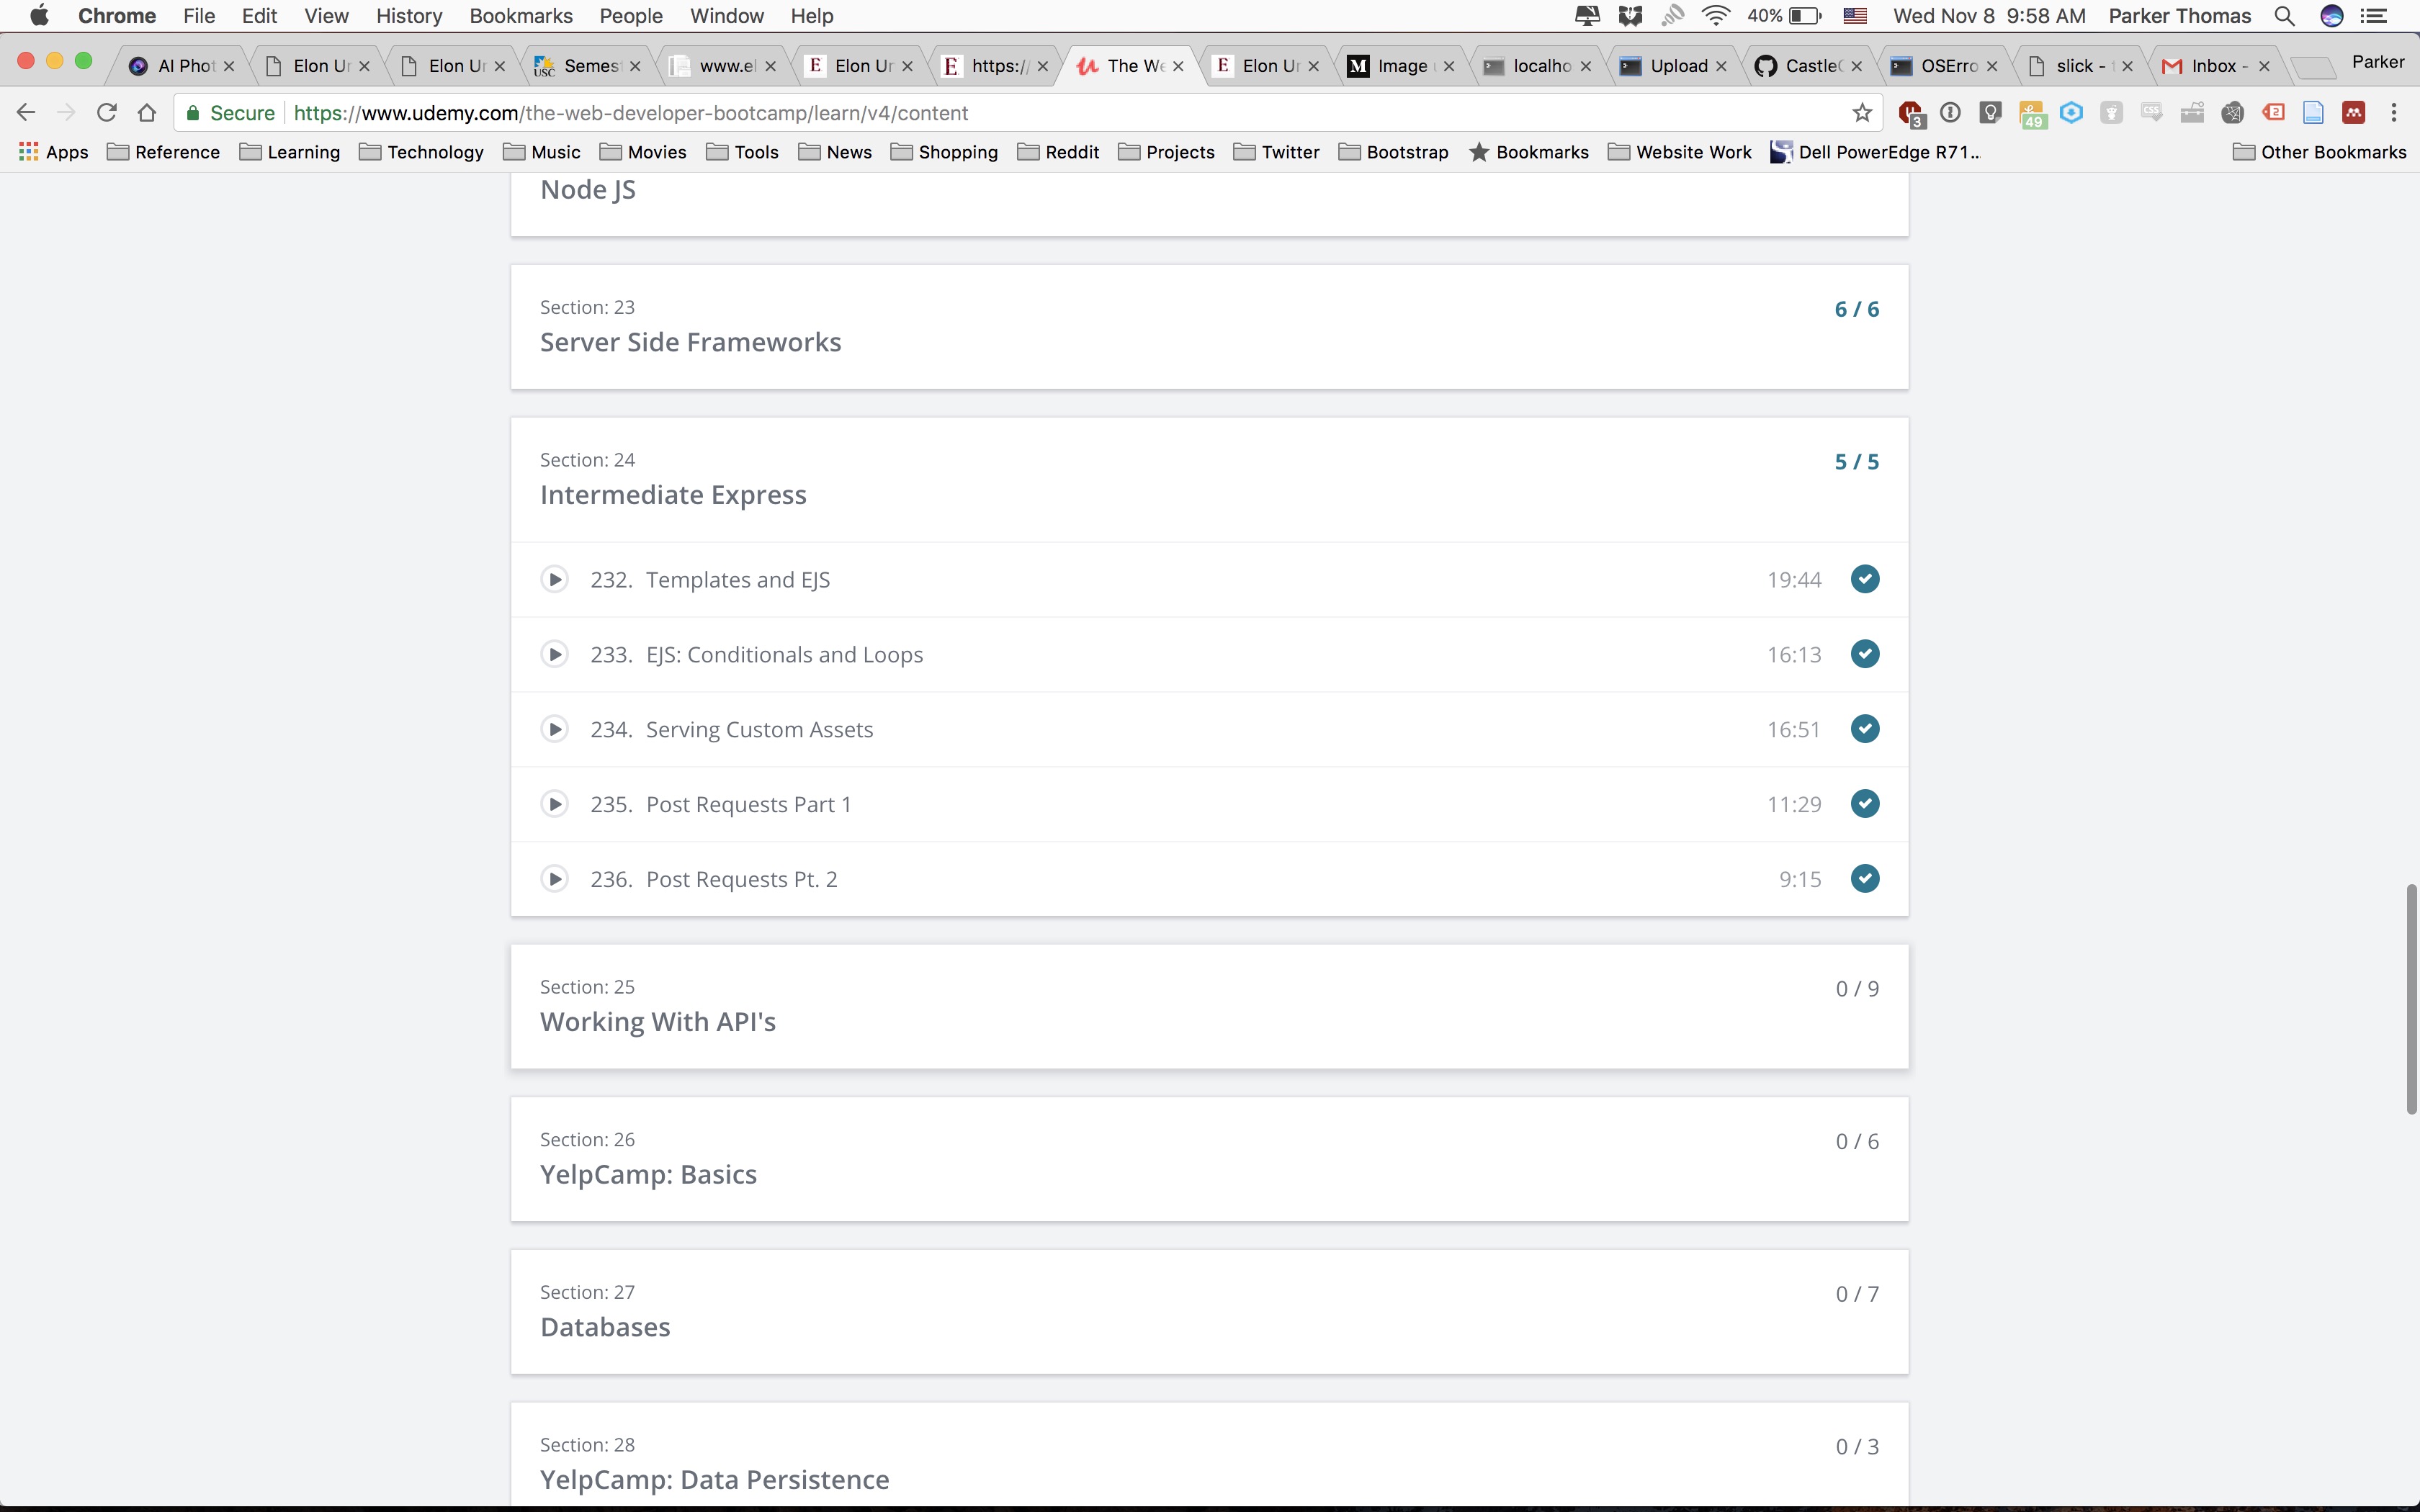 Chrome File Edit View History Bookmarks People Window Help 40% Wed Nov 8 9:58 AM Parker Thomas
AI Phot Elon Ur Elon Ur USC Semes www.el E Elon Ur E https:// The We E Elon Ur M Image localho Upload Castle OSErro slick - Inbox - Parker
Secure https://www.udemy.com/the-web-developer-bootcamp/learn/v4/content 3 49 CSS 2
Apps Reference Learning Technology Music Movies Tools News Shopping Reddit Projects Twitter Bootstrap Bookmarks Website Work Dell PowerEdge R71... Other Bookmarks
Node JS
Section: 23
6 / 6
Server Side Frameworks
Section: 24
5 / 5
Intermediate Express
232. Templates and EJS 19:44
233. EJS: Conditionals and Loops 16:13
234. Serving Custom Assets 16:51
235. Post Requests Part 1 11:29
236. Post Requests Pt. 2 9:15
Section: 25
0 / 9
Working With API's
Section: 26
0 / 6
YelpCamp: Basics
Section: 27
0 / 7
Databases
Section: 28
0 / 3
YelpCamp: Data Persistence